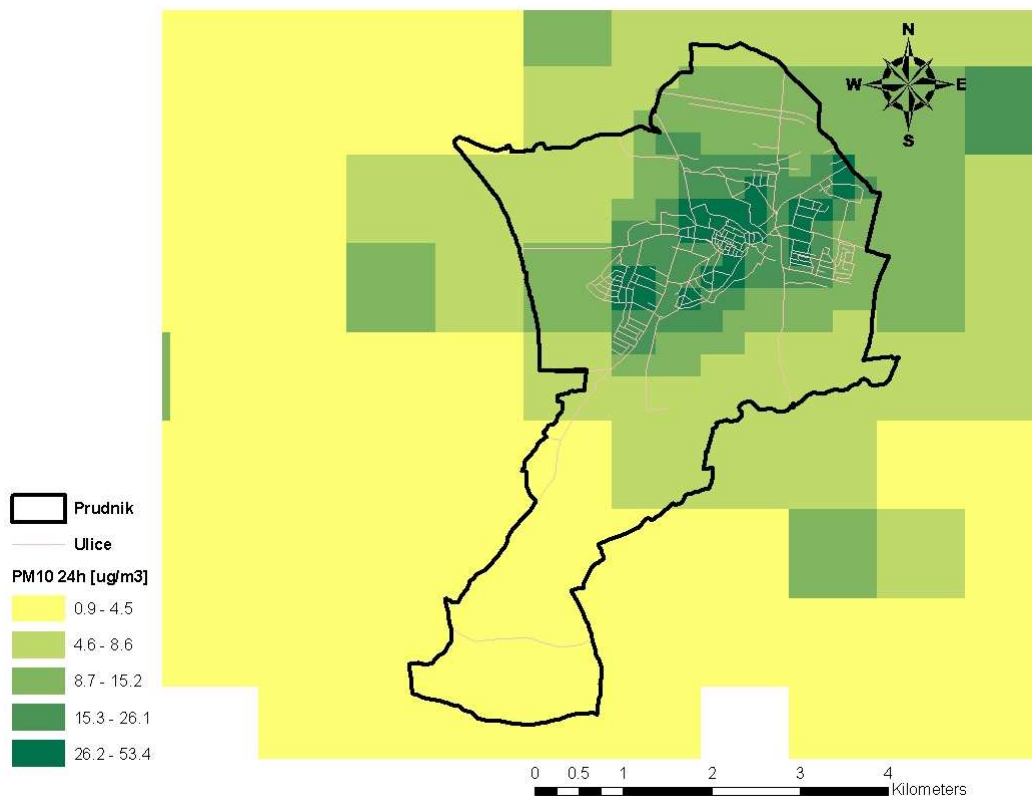 N
W E
S
Prudnik
Ulice
PM10 24h [ug/m3]
0.9 - 4.5
4.6 - 8.6
8.7 - 15.2
15.3 - 26.1
26.2 - 53.4
0 0.5 1 2 3 4
Kilometers